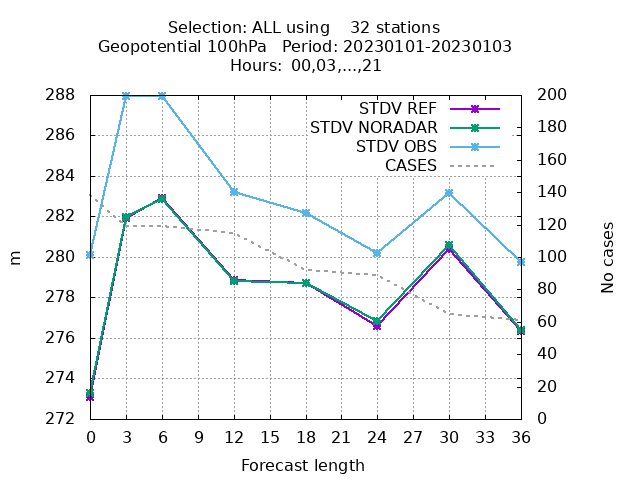 Selection: ALL using    32 stations
Geopotential 100hPa   Period: 20230101-20230103
Hours:  00,03,...,21
STDV REF
STDV NORADAR
STDV OBS
CASES
288
286
284
282
280
278
276
274
272
m
200
180
160
140
120
100
80
60
40
20
0
No cases
0 3 6 9 12 15 18 21 24 27 30 33 36
Forecast length